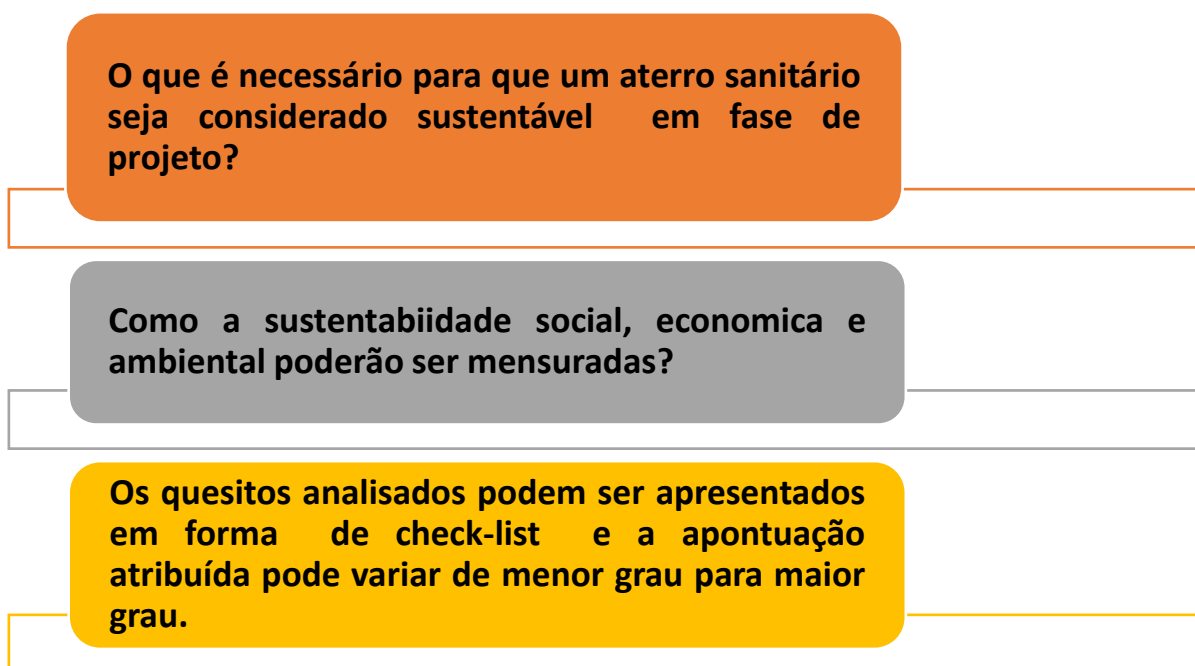 O que é necessário para que um aterro sanitário
seja considerado sustentável em fase de
projeto?
Como a sustentabiidade social, economica e
ambiental poderão ser mensuradas?
Os quesitos analisados podem ser apresentados
em forma de check-list e a apontuação
atribuída pode variar de menor grau para maior
grau.